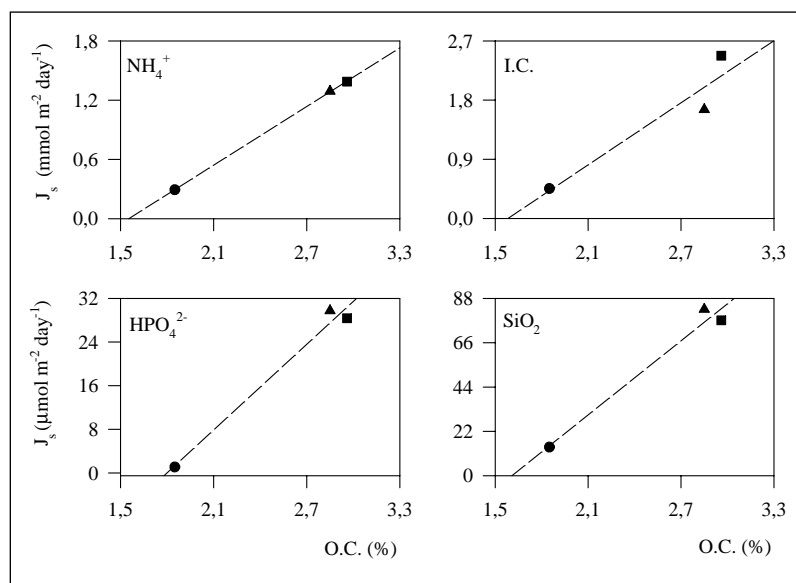 1,8
1,2
0,6
0,0
NH₄⁺
J_s (mmol m⁻² day⁻¹)
1,5 2,1 2,7 3,3
2,7
1,8
0,9
0,0
I.C.
1,5 2,1 2,7 3,3
32
24
16
8
0
HPO₄²⁻
J_s (µmol m⁻² day⁻¹)
1,5 2,1 2,7 3,3
O.C. (%)
88
66
44
22
0
SiO₂
1,5 2,1 2,7 3,3
O.C. (%)